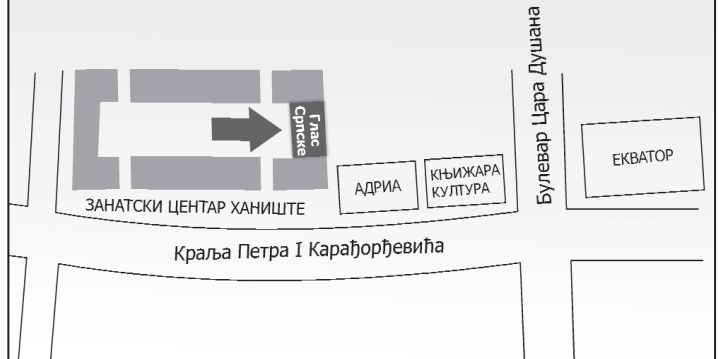 Булевар Цара Душана
Глас
Српске
ЕКВАТОР
АДРИА
КЊИЖАРА
КУЛТУРА
ЗАНАТСКИ ЦЕНТАР ХАНИШТЕ
Краља Петра I Карађорђевића